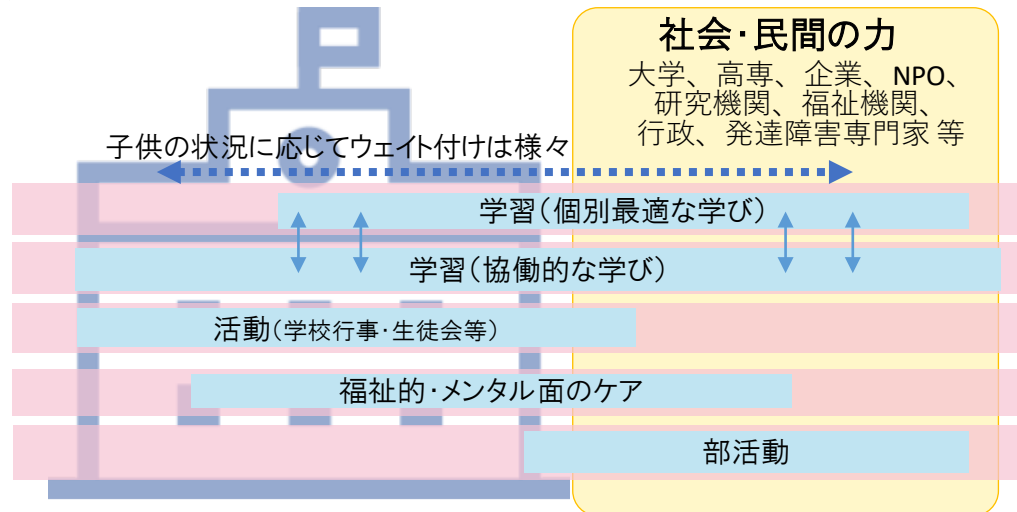 社会・民間の力
大学、高専、企業、NPO、
研究機関、福祉機関、
行政、発達障害専門家 等
子供の状況に応じてウェイト付けは様々
学習（個別最適な学び）
学習（協働的な学び）
活動（学校行事・生徒会等）
福祉的・メンタル面のケア
部活動